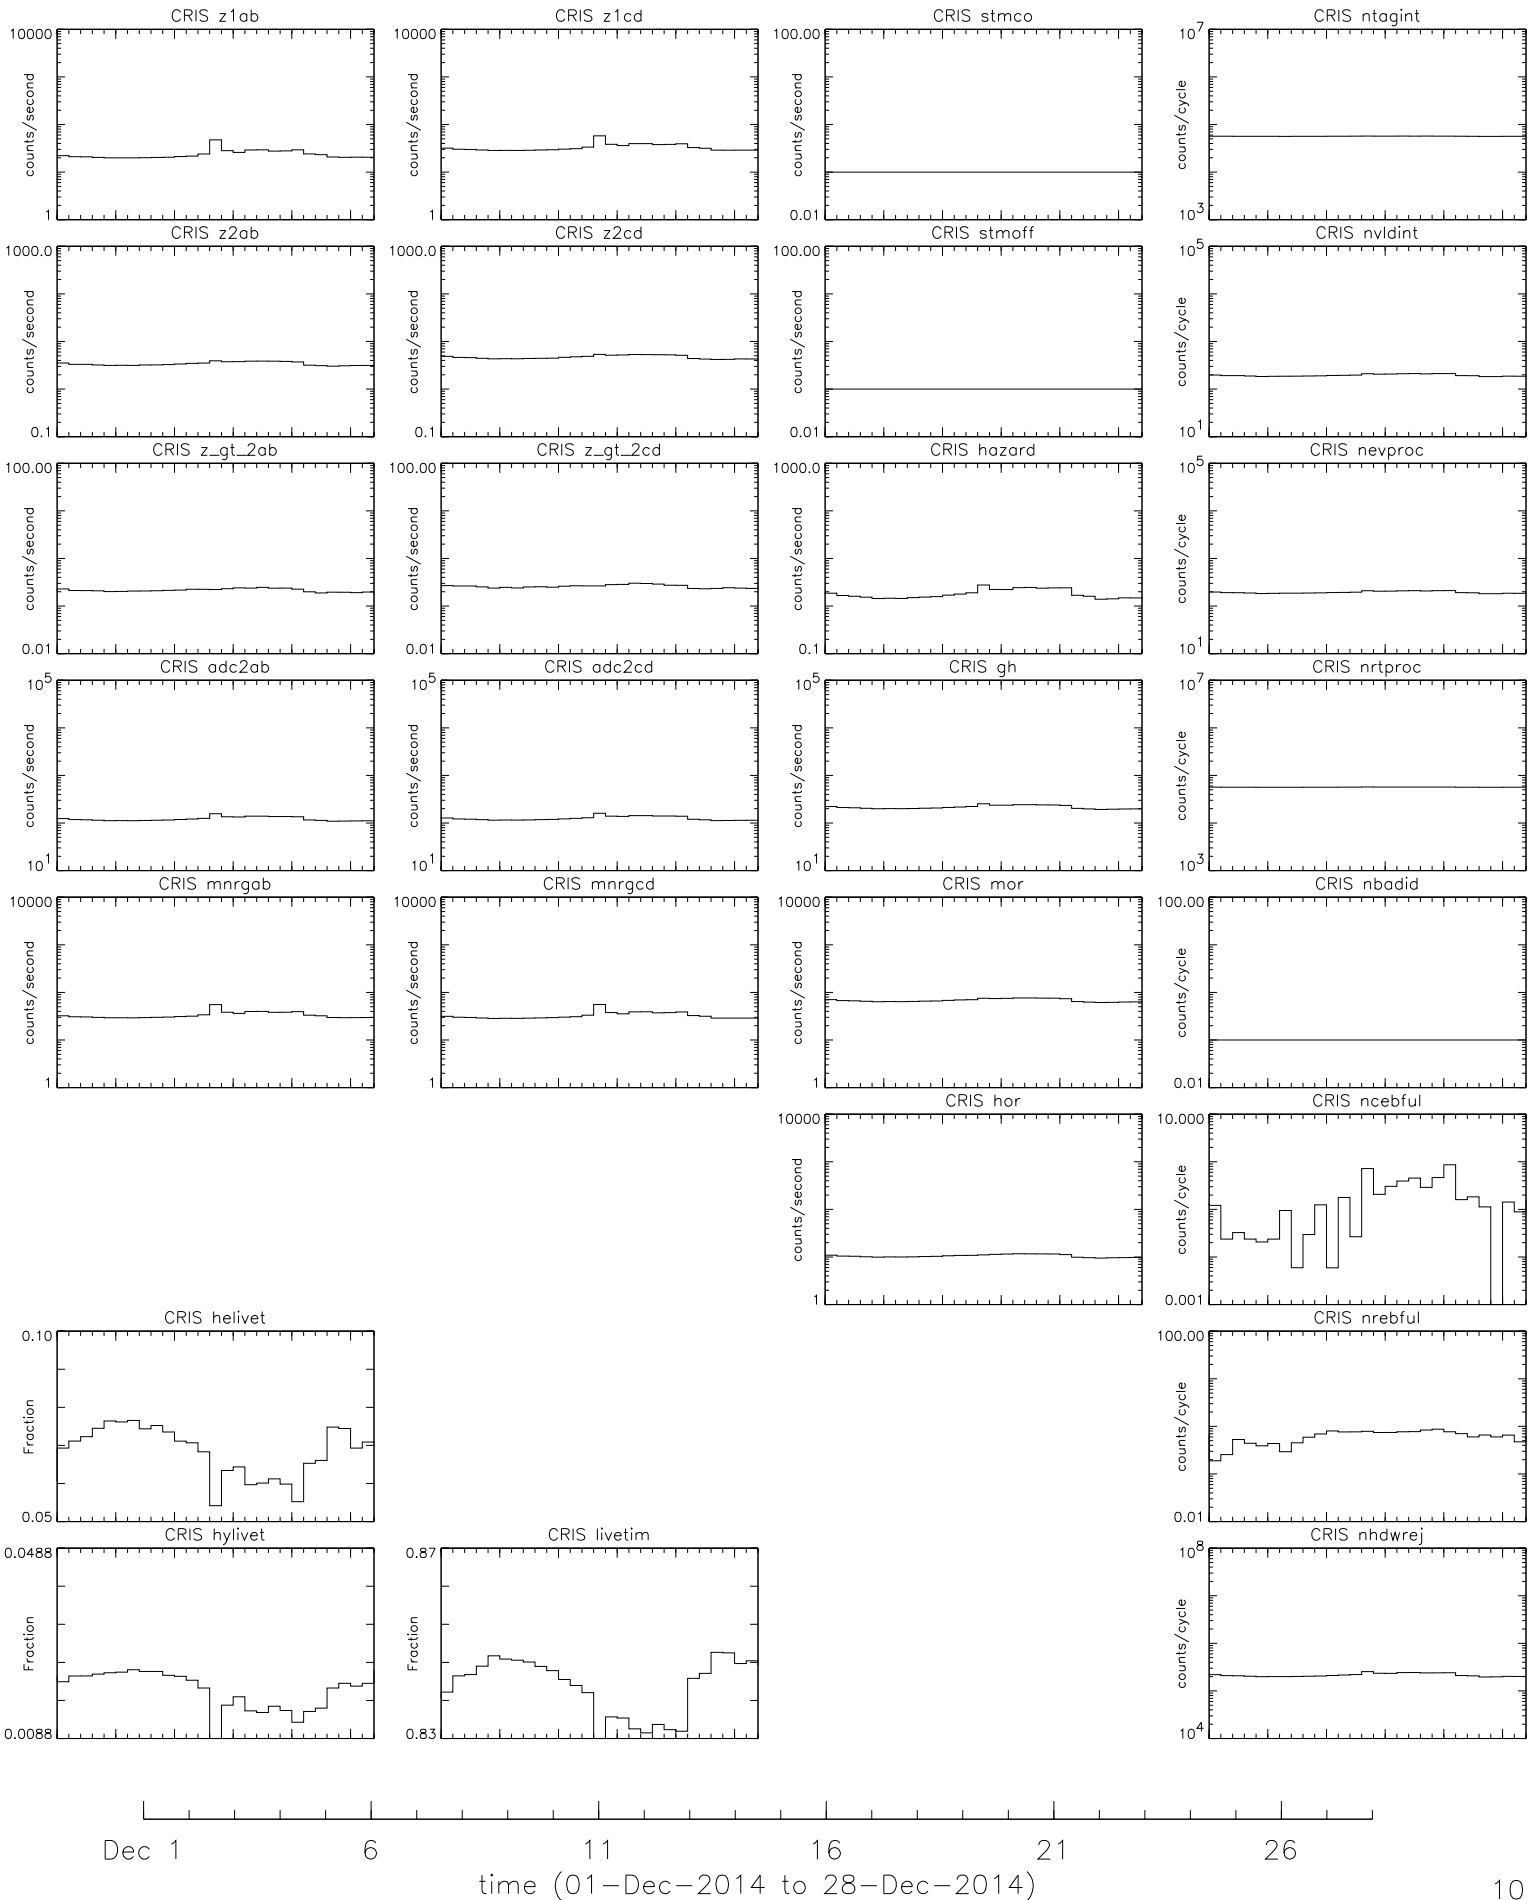 CRIS z1ab
CRIS z1cd
CRIS stmco
CRIS ntagint
10000
counts/second
1
10000
counts/second
1
100.00
counts/second
0.01
10^7
counts/cycle
10^3
CRIS z2ab
CRIS z2cd
CRIS stmoff
CRIS nvldint
1000.0
counts/second
0.1
1000.0
counts/second
0.1
100.00
counts/second
0.01
10^5
counts/cycle
10^1
CRIS z_gt_2ab
CRIS z_gt_2cd
CRIS hazard
CRIS nevproc
100.00
counts/second
0.01
100.00
counts/second
0.01
1000.0
counts/second
0.1
10^5
counts/cycle
10^1
CRIS adc2ab
CRIS adc2cd
CRIS gh
CRIS nrtproc
10^5
counts/second
10^1
10^5
counts/second
10^1
10^5
counts/second
10^1
10^7
counts/cycle
10^3
CRIS mnrgab
CRIS mnrgcd
CRIS mor
CRIS nbadid
10000
counts/second
1
10000
counts/second
1
10000
counts/second
1
100.00
counts/cycle
0.01
CRIS hor
CRIS ncebful
10000
counts/second
1
10.000
counts/cycle
0.001
CRIS helivet
CRIS nrebful
0.10
Fraction
0.05
100.00
counts/cycle
0.01
CRIS hylivet
CRIS livetim
CRIS nhdwrej
0.0488
Fraction
0.0088
0.87
Fraction
0.83
10^8
counts/cycle
10^4
Dec 1
6
11
16
21
26
time (01-Dec-2014 to 28-Dec-2014)
10